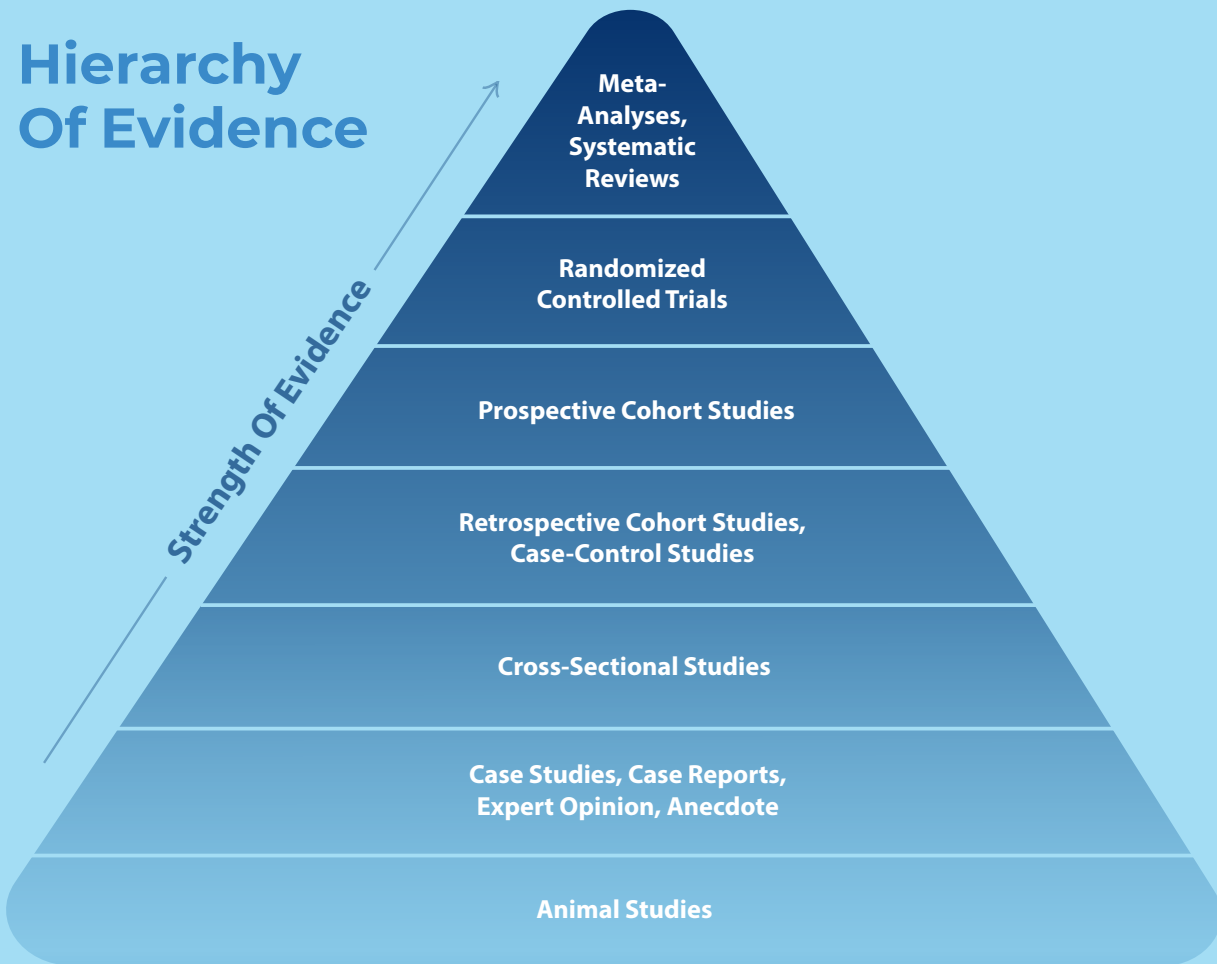 Hierarchy
Of Evidence
Strength Of Evidence
Meta-
Analyses,
Systematic
Reviews
Randomized
Controlled Trials
Prospective Cohort Studies
Retrospective Cohort Studies,
Case-Control Studies
Cross-Sectional Studies
Case Studies, Case Reports,
Expert Opinion, Anecdote
Animal Studies